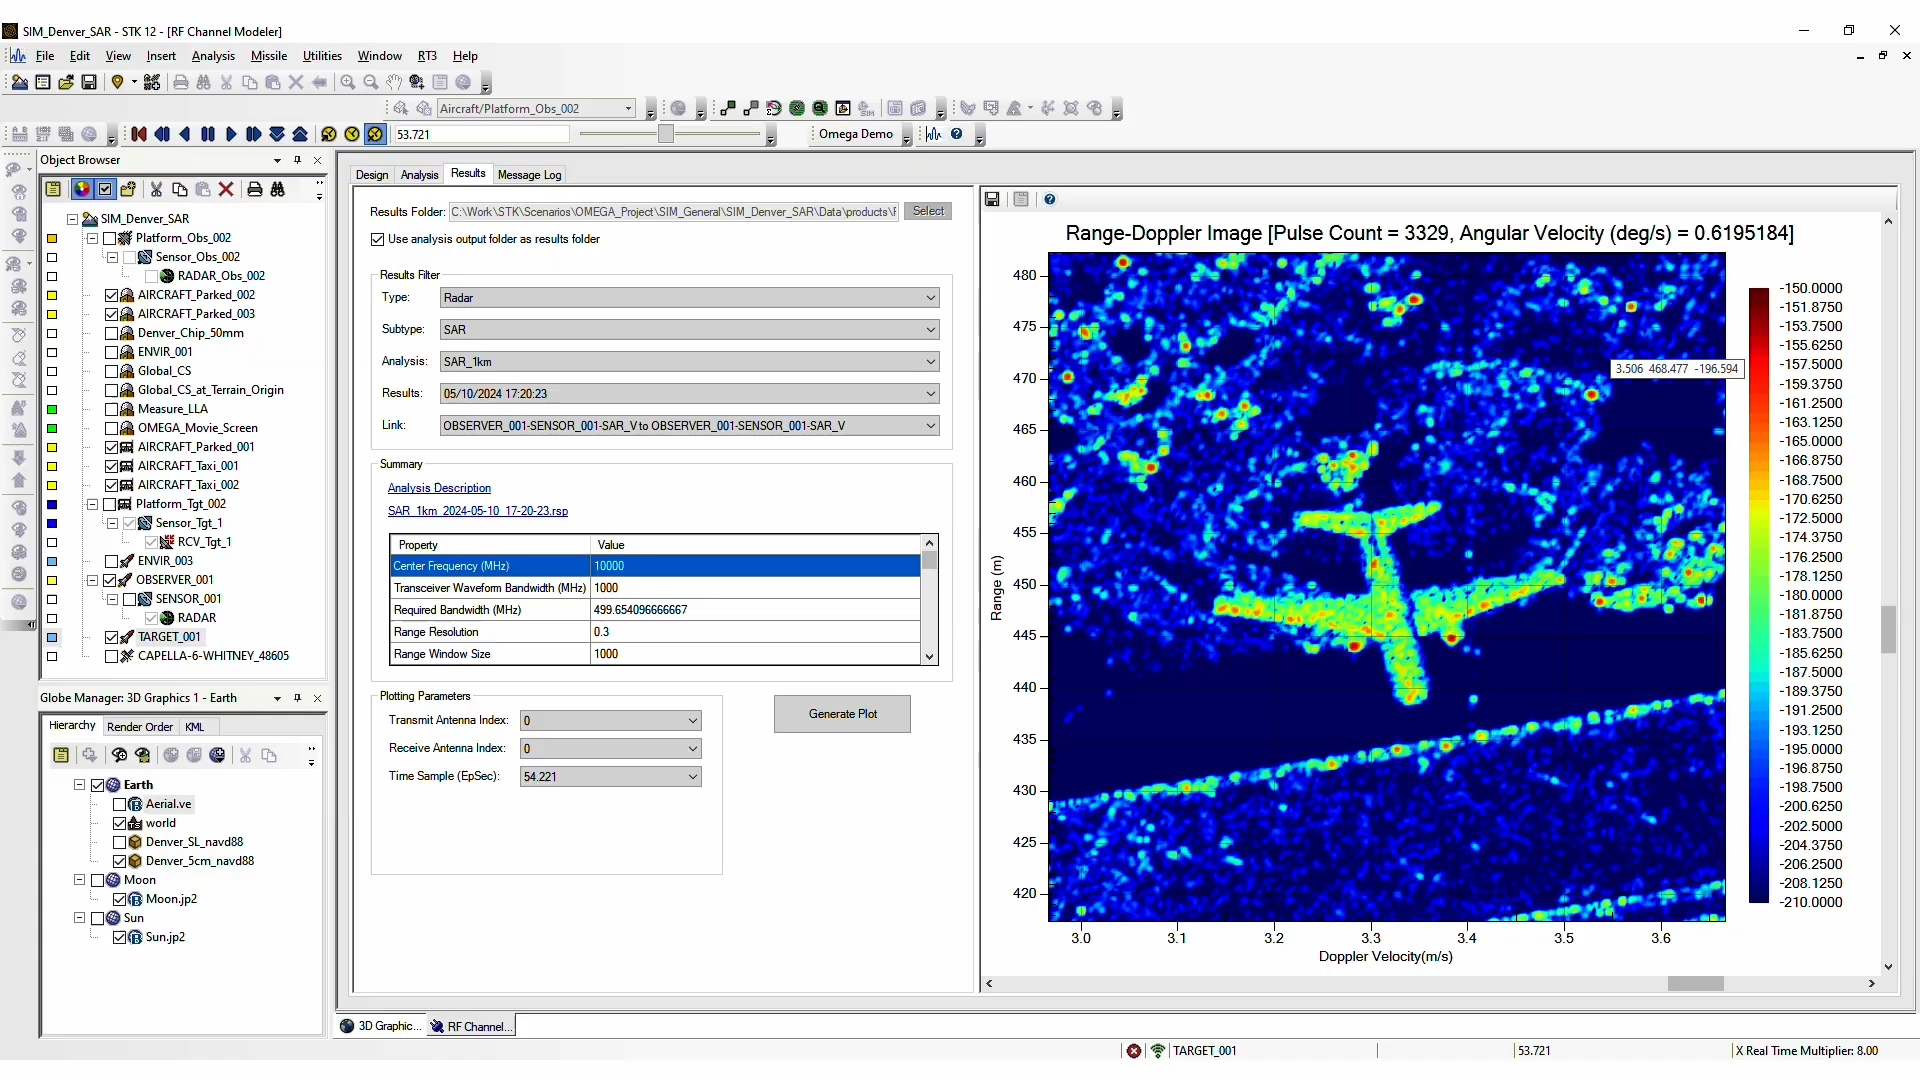 SIM_Denver_SAR - STK 12 - [RF Channel Modeler]
File Edit View Insert Analysis Missile Utilities Window RT3 Help
Aircraft/Platform_Obs_002
53.721
Omega Demo
Object Browser
SIM_Denver_SAR
Platform_Obs_002
Sensor_Obs_002
RADAR_Obs_002
AIRCRAFT_Parked_002
AIRCRAFT_Parked_003
Denver_Chip_50mm
ENVIR_001
Global_CS
Global_CS_at_Terrain_Origin
Measure_LLA
OMEGA_Movie_Screen
AIRCRAFT_Parked_001
AIRCRAFT_Taxi_001
AIRCRAFT_Taxi_002
Platform_Tgt_002
Sensor_Tgt_1
RCV_Tgt_1
ENVIR_003
OBSERVER_001
SENSOR_001
RADAR
TARGET_001
CAPELLA-6-WHITNEY_48605
Globe Manager: 3D Graphics 1 - Earth
Hierarchy Render Order KML
Earth
Aerial.ve
world
Denver_SL_navd88
Denver_5cm_navd88
Moon
Moon.jp2
Sun
Sun.jp2
Design Analysis Results Message Log
Results Folder: C:\Work\STK\Scenarios\OMEGA_Project\SIM_General\SIM_Denver_SAR\Data\products\F Select
Use analysis output folder as results folder
Results Filter
Type: Radar
Subtype: SAR
Analysis: SAR_1km
Results: 05/10/2024 17:20:23
Link: OBSERVER_001-SENSOR_001-SAR_V to OBSERVER_001-SENSOR_001-SAR_V
Summary
Analysis Description
SAR_1km_2024-05-10_17-20-23.rsp
Property Value
Center Frequency (MHz) 10000
Transceiver Waveform Bandwidth (MHz) 1000
Required Bandwidth (MHz) 499.654096666667
Range Resolution 0.3
Range Window Size 1000
Plotting Parameters
Transmit Antenna Index: 0
Receive Antenna Index: 0
Time Sample (EpSec): 54.221
Generate Plot
Range-Doppler Image [Pulse Count = 3329, Angular Velocity (deg/s) = 0.6195184]
Range (m)
480
475
470
465
460
455
450
445
440
435
430
425
420
3.506 468.477 -196.594
3.0 3.1 3.2 3.3 3.4 3.5 3.6
Doppler Velocity(m/s)
-150.0000
-151.8750
-153.7500
-155.6250
-157.5000
-159.3750
-161.2500
-163.1250
-165.0000
-166.8750
-168.7500
-170.6250
-172.5000
-174.3750
-176.2500
-178.1250
-180.0000
-181.8750
-183.7500
-185.6250
-187.5000
-189.3750
-191.2500
-193.1250
-195.0000
-196.8750
-198.7500
-200.6250
-202.5000
-204.3750
-206.2500
-208.1250
-210.0000
3D Graphic... RF Channel...
TARGET_001 53.721 X Real Time Multiplier: 8.00